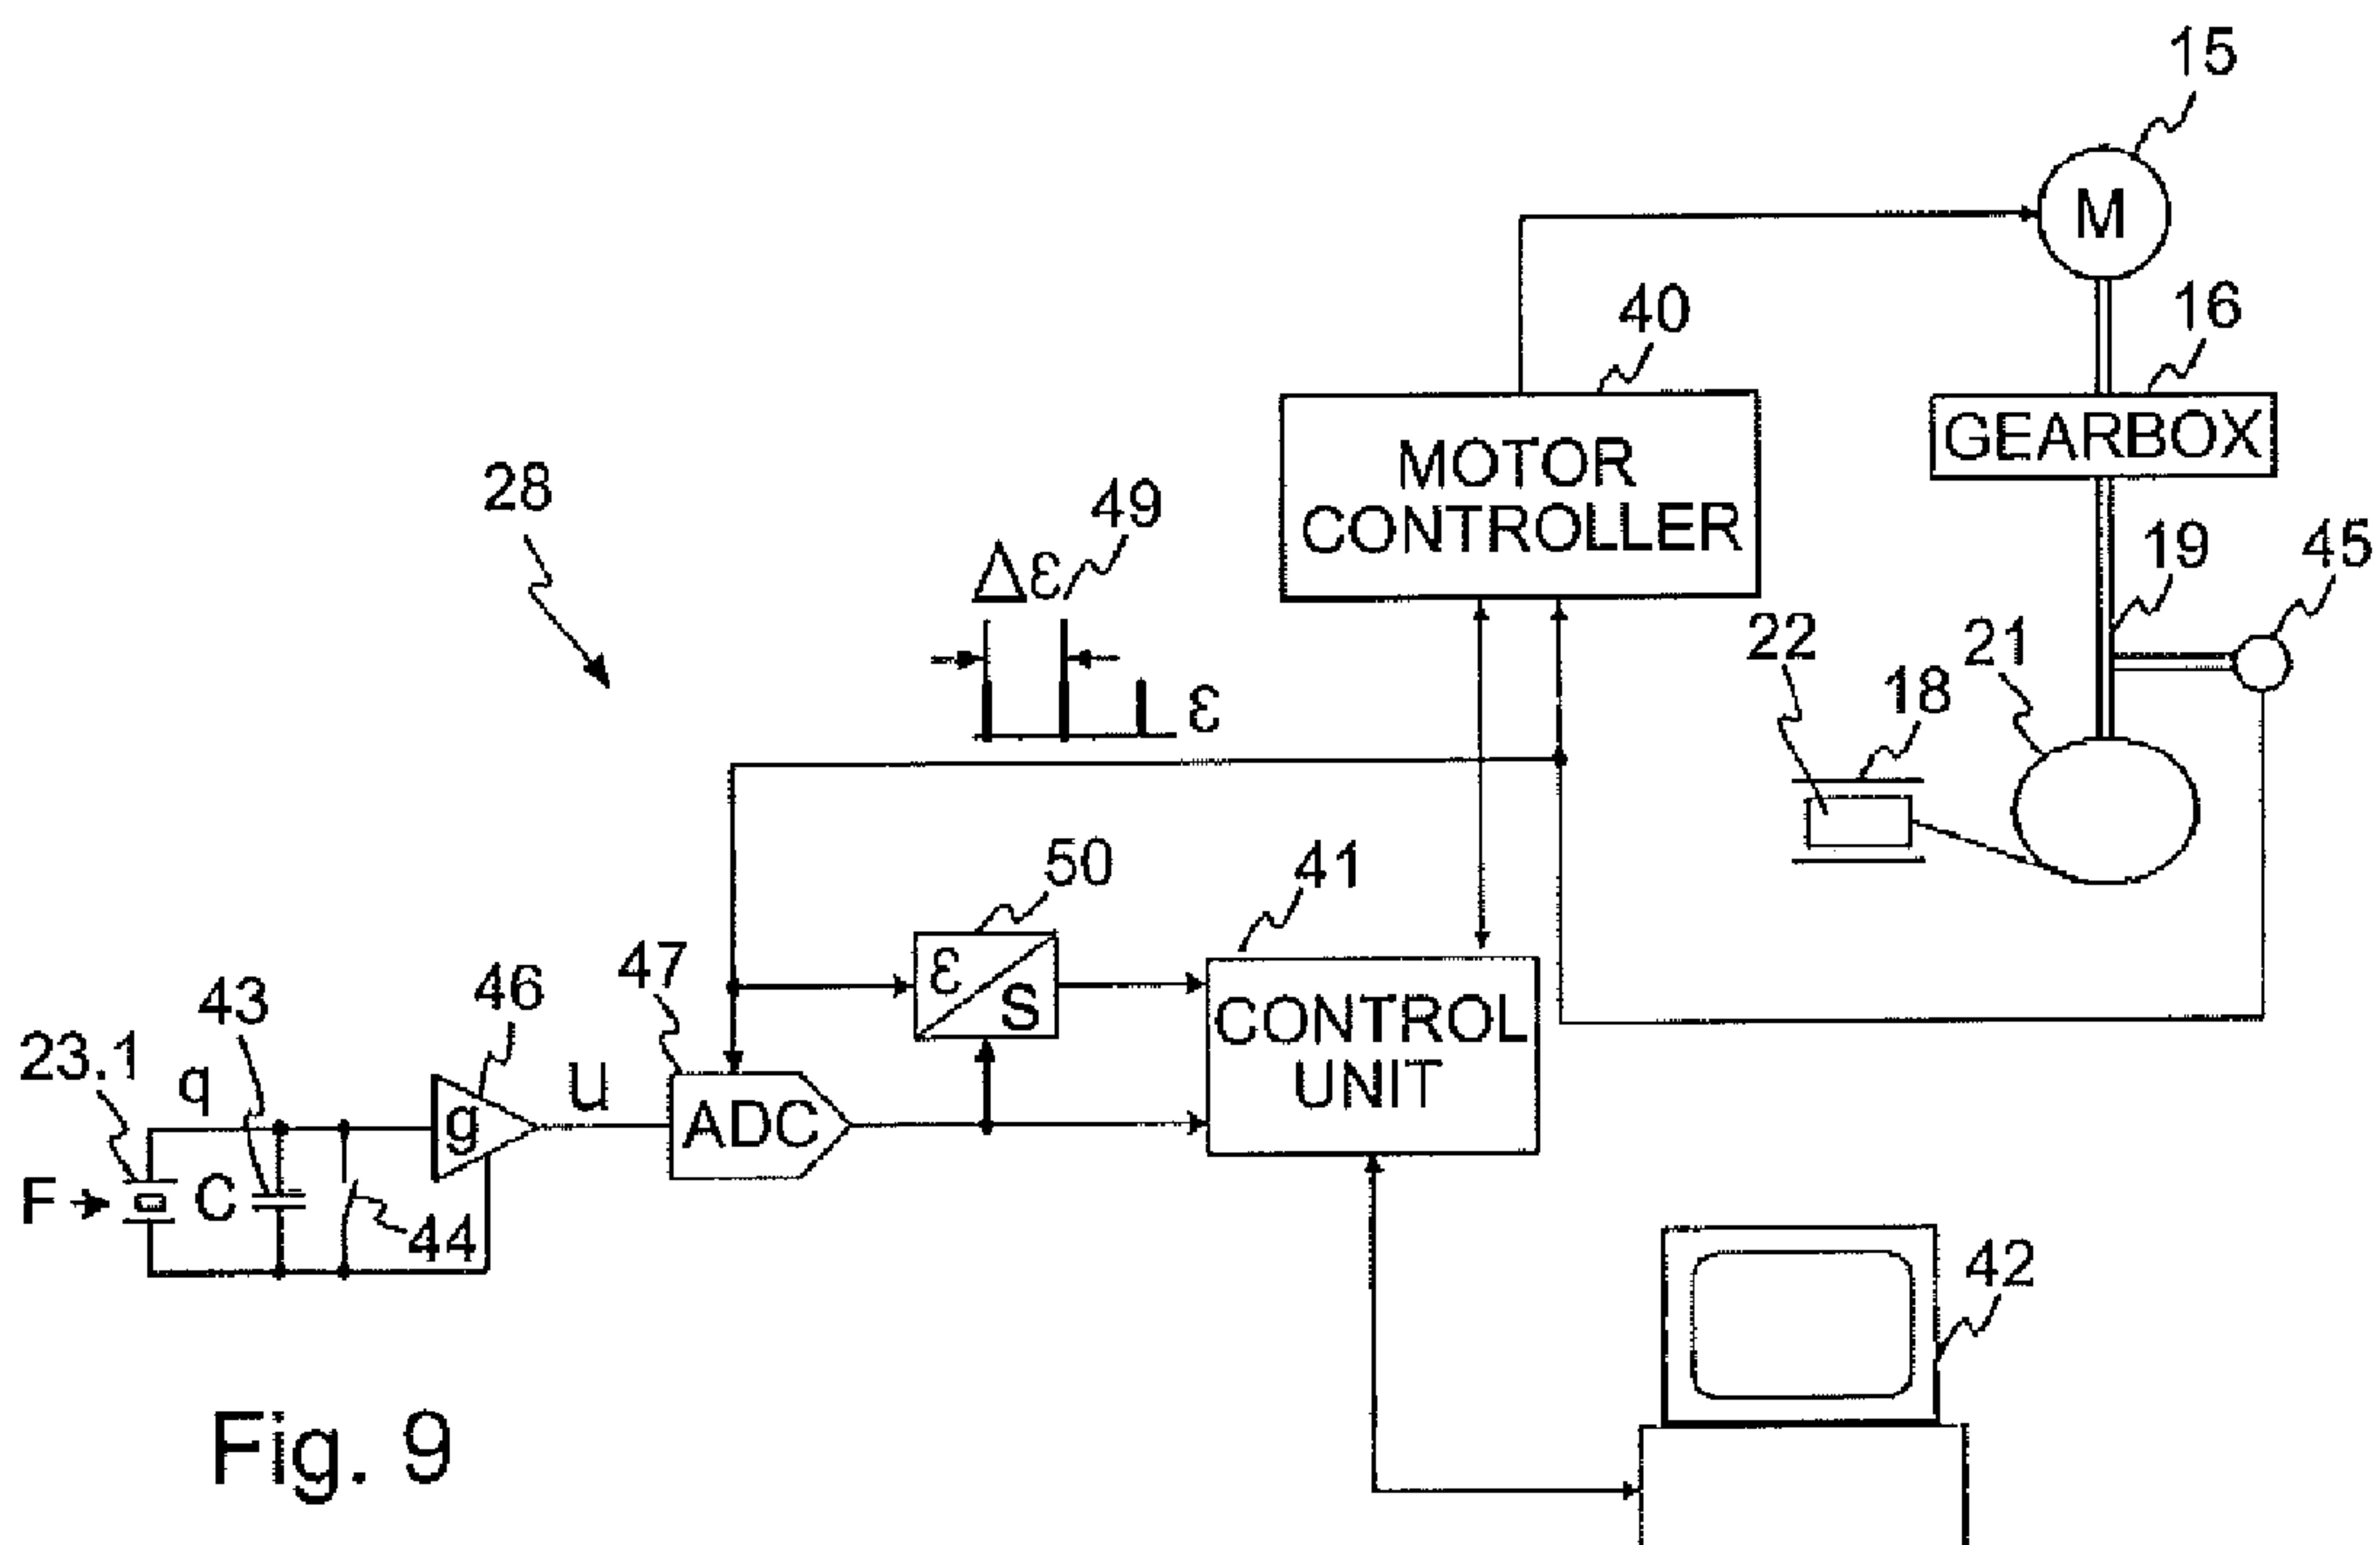 15
M
40
16
MOTOR
CONTROLLER
GEARBOX
28
49
Δε
19
45
22
21
18
ε
50
41
47
ε
S
46
43
CONTROL
UNIT
23.1
q
g
u
ADC
F
C
44
42
Fig. 9